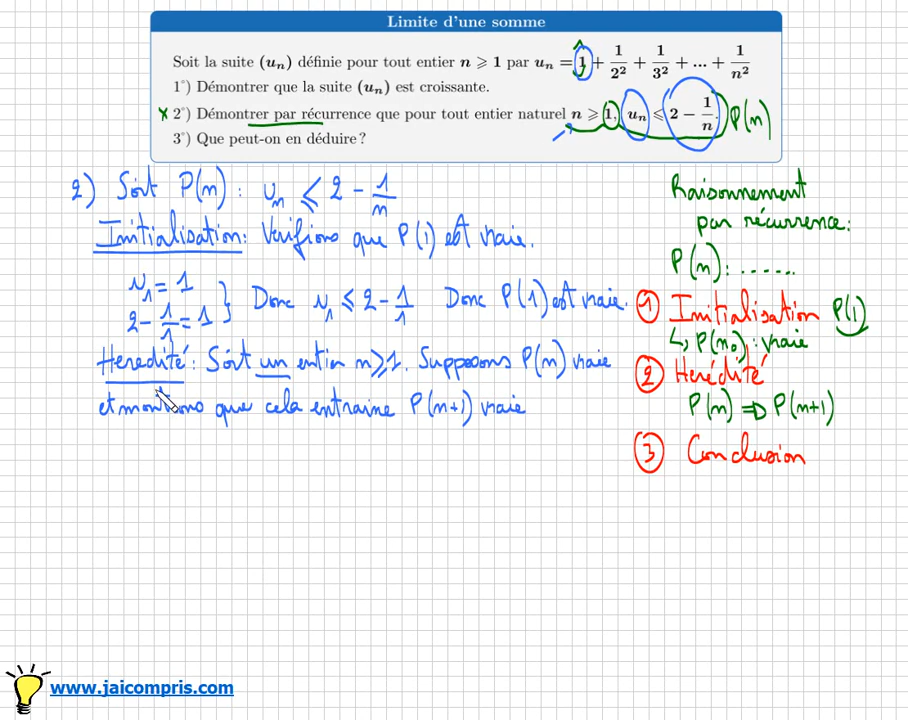 Limite d'une somme
Soit la suite (uₙ) définie pour tout entier n ⩾ 1 par uₙ = 1 + 1/2² + 1/3² + ... + 1/n²
1°) Démontrer que la suite (uₙ) est croissante.
x 2°) Démontrer par récurrence que pour tout entier naturel n ⩾ 1, uₙ ⩽ 2 − 1/n. P(n)
3°) Que peut-on en déduire ?
2) Soit P(n) : uₙ ⩽ 2 − 1/n
Initialisation : Vérifions que P(1) est vraie.
u₁ = 1
2 − 1/1 = 1 } Donc u₁ ⩽ 2 − 1/1 Donc P(1) est vraie.
Heredité : Soit un entier n ⩾ 1. Supposons P(n) vraie
et montrons que cela entraine P(n+1) vraie
Raisonnement
par récurrence :
P(n) : ......
① Initialisation P(1)
↳ P(n₀) : vraie
② Herédité
P(n) ⇒ P(n+1)
③ Conclusion
www.jaicompris.com